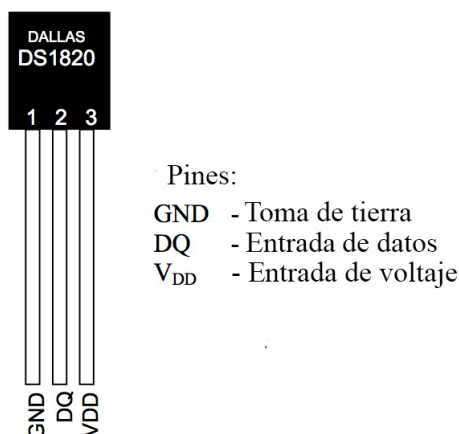 DALLAS
DS1820
1 2 3
Pines:
GND - Toma de tierra
DQ - Entrada de datos
VDD - Entrada de voltaje
GND
DQ
VDD